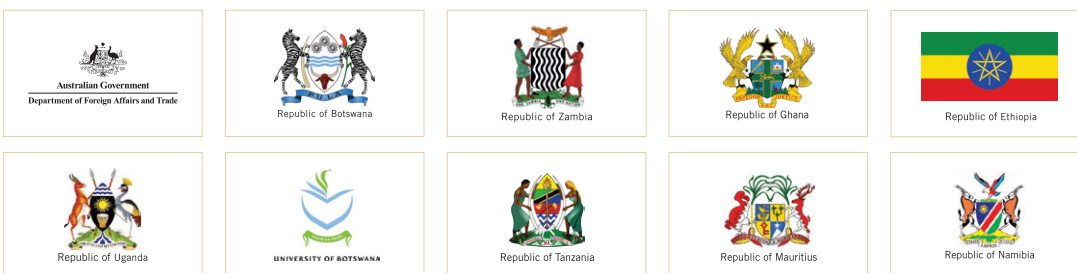 Australian Government
Department of Foreign Affairs and Trade
PULA
Republic of Botswana
Republic of Zambia
Republic of Ghana
Republic of Ethiopia
Republic of Uganda
UNIVERSITY OF BOTSWANA
Republic of Tanzania
Republic of Mauritius
Republic of Namibia